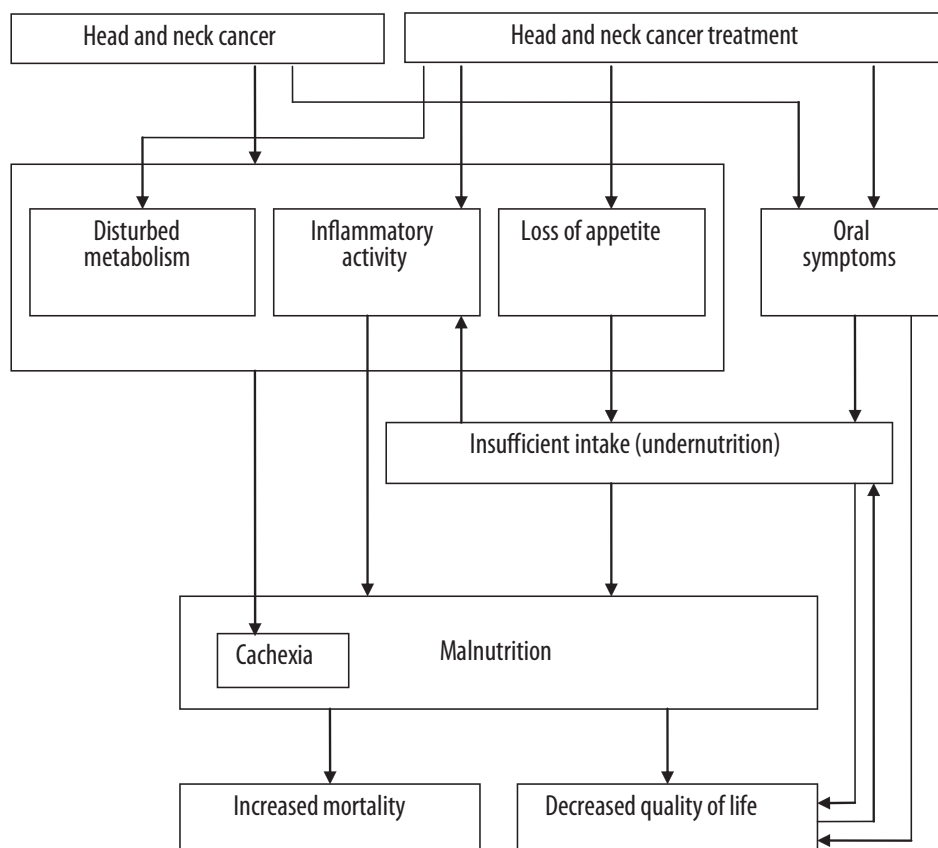 Head and neck cancer
Head and neck cancer treatment
Disturbed
metabolism
Inflammatory
activity
Loss of appetite
Oral
symptoms
Insufficient intake (undernutrition)
Cachexia
Malnutrition
Increased mortality
Decreased quality of life